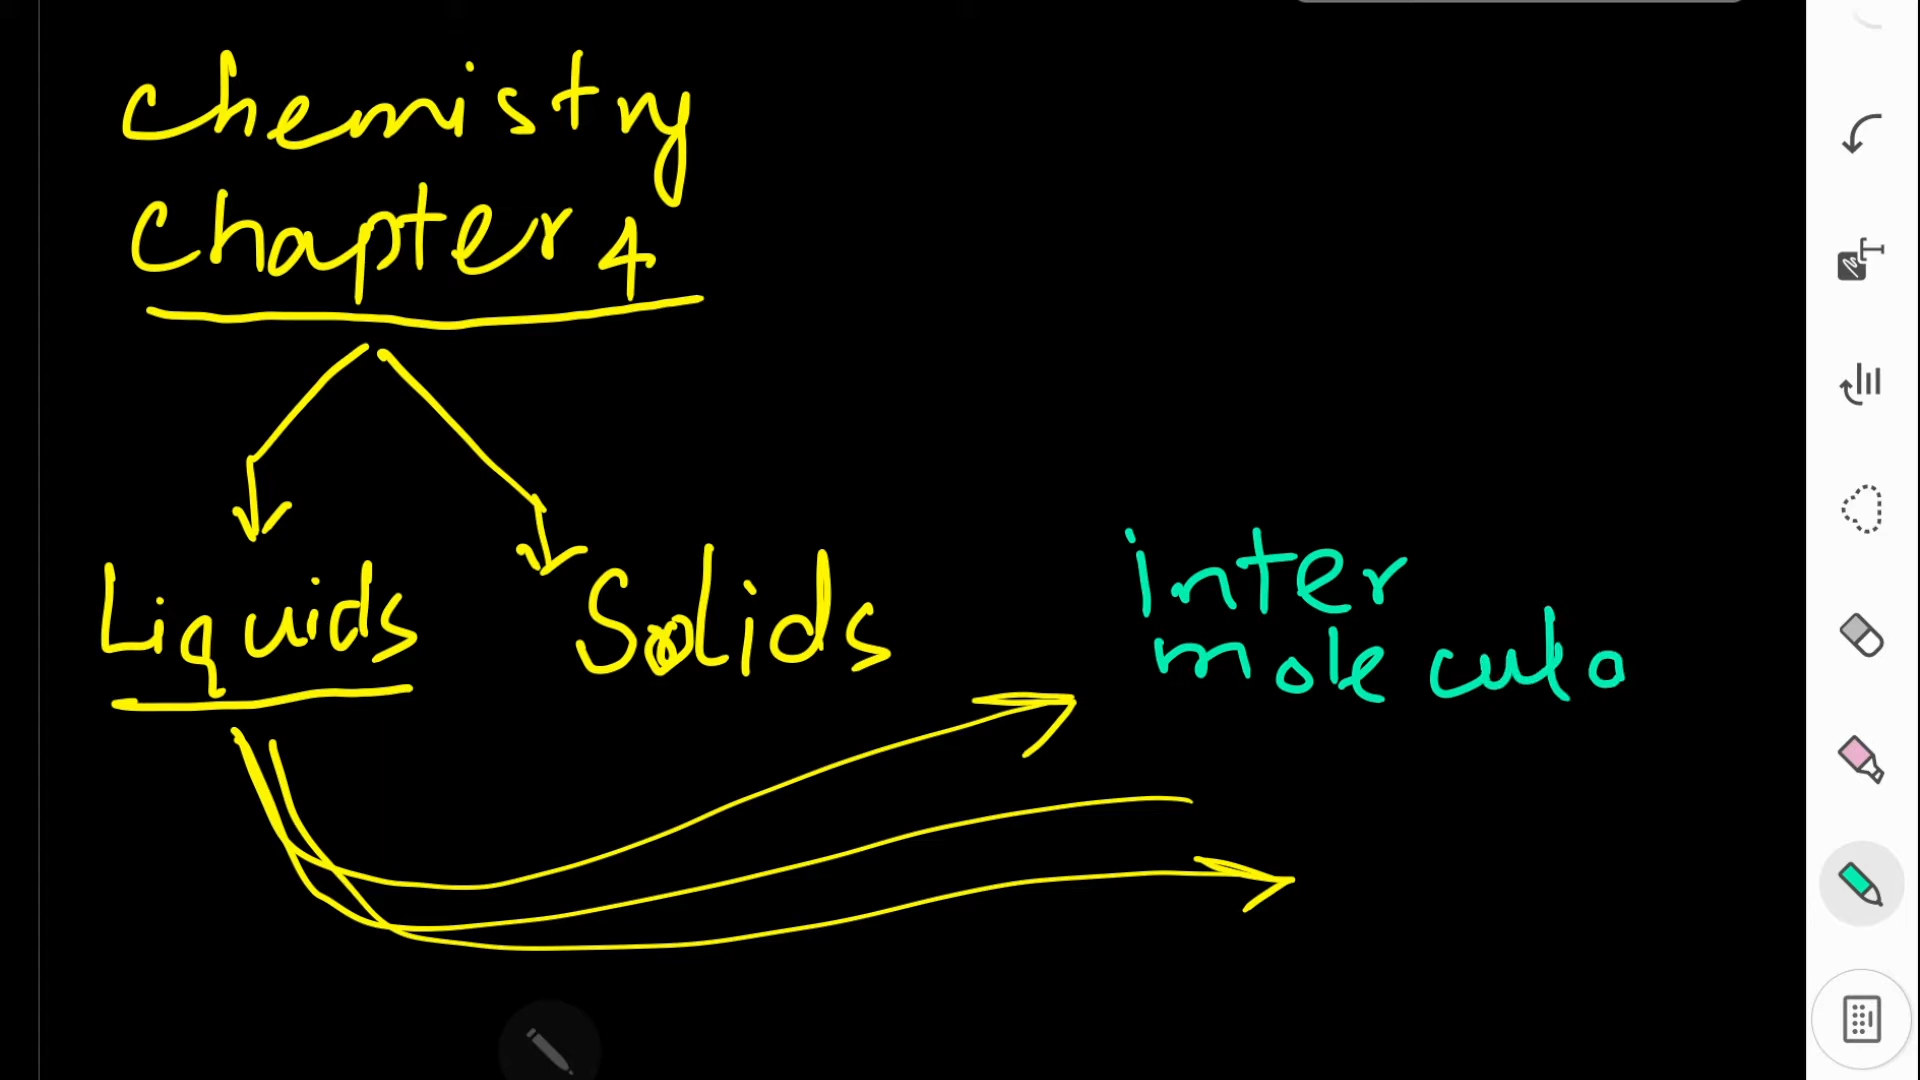 Chemistry
Chapter 4
Liquids
Solids
inter
molecula